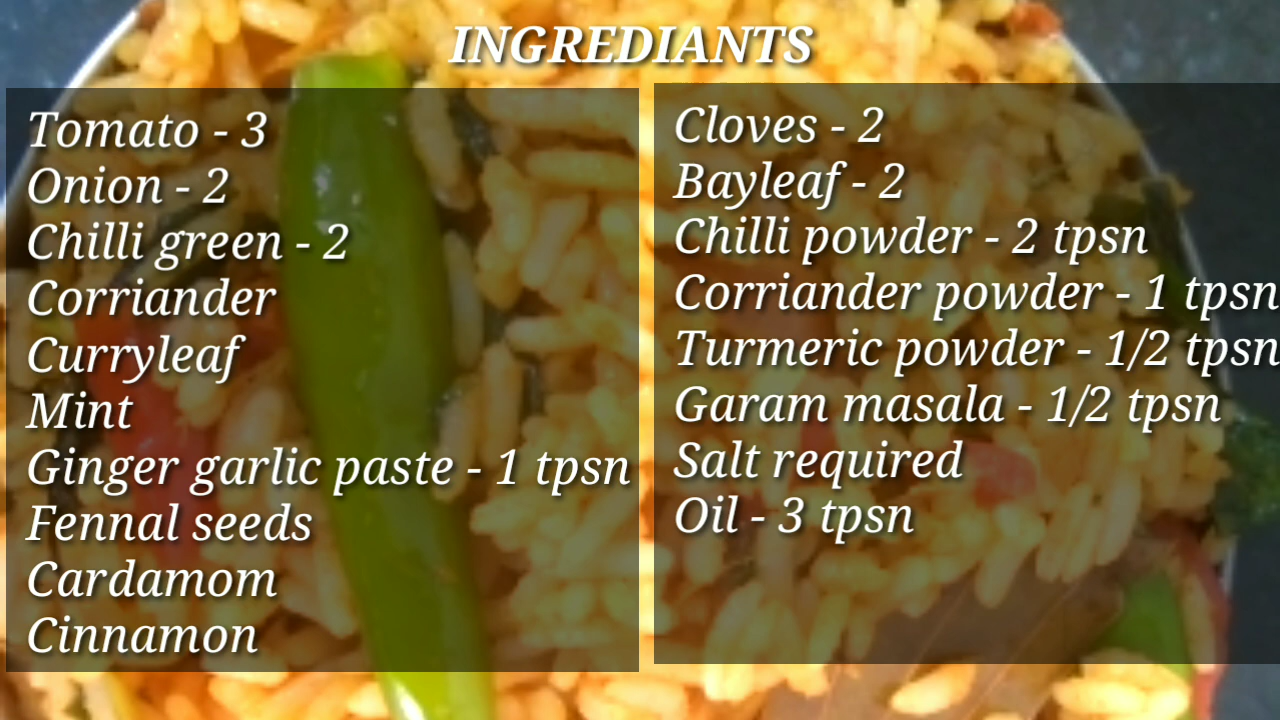 INGREDIANTS
Tomato - 3
Onion - 2
Chilli green - 2
Corriander
Curryleaf
Mint
Ginger garlic paste - 1 tpsn
Fennal seeds
Cardamom
Cinnamon
Cloves - 2
Bayleaf - 2
Chilli powder - 2 tpsn
Corriander powder - 1 tpsn
Turmeric powder - 1/2 tpsn
Garam masala - 1/2 tpsn
Salt required
Oil - 3 tpsn